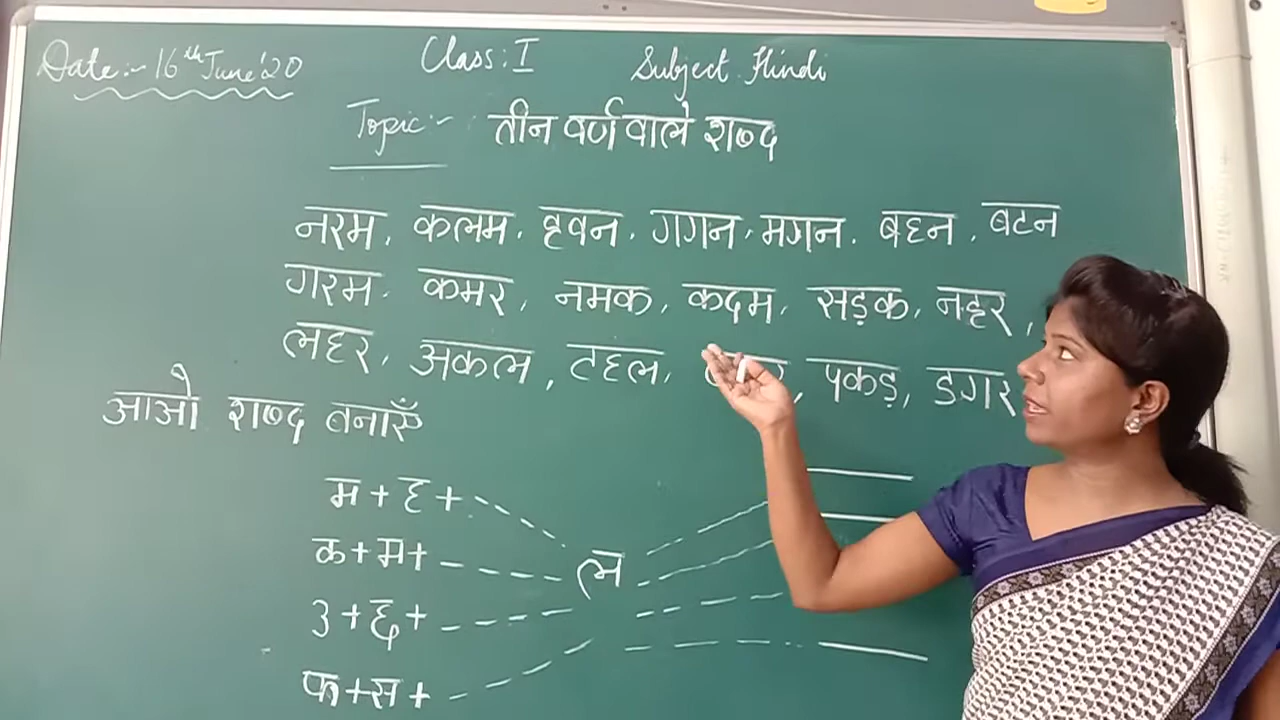 Date:- 16th June'20 Class: I Subject Hindi
Topic:- तीन वर्ण वाले शब्द
नरम, कलम, हवन, गगन, मगन, बहन, बटन
गरम, कमर, नमक, कदम, सड़क, नहर,
लहर, अकल, टहल, पकड़, डगर
आओ शब्द बनाएँ
म + ह +
क + म +
ल
उ + छ +
फ + स +